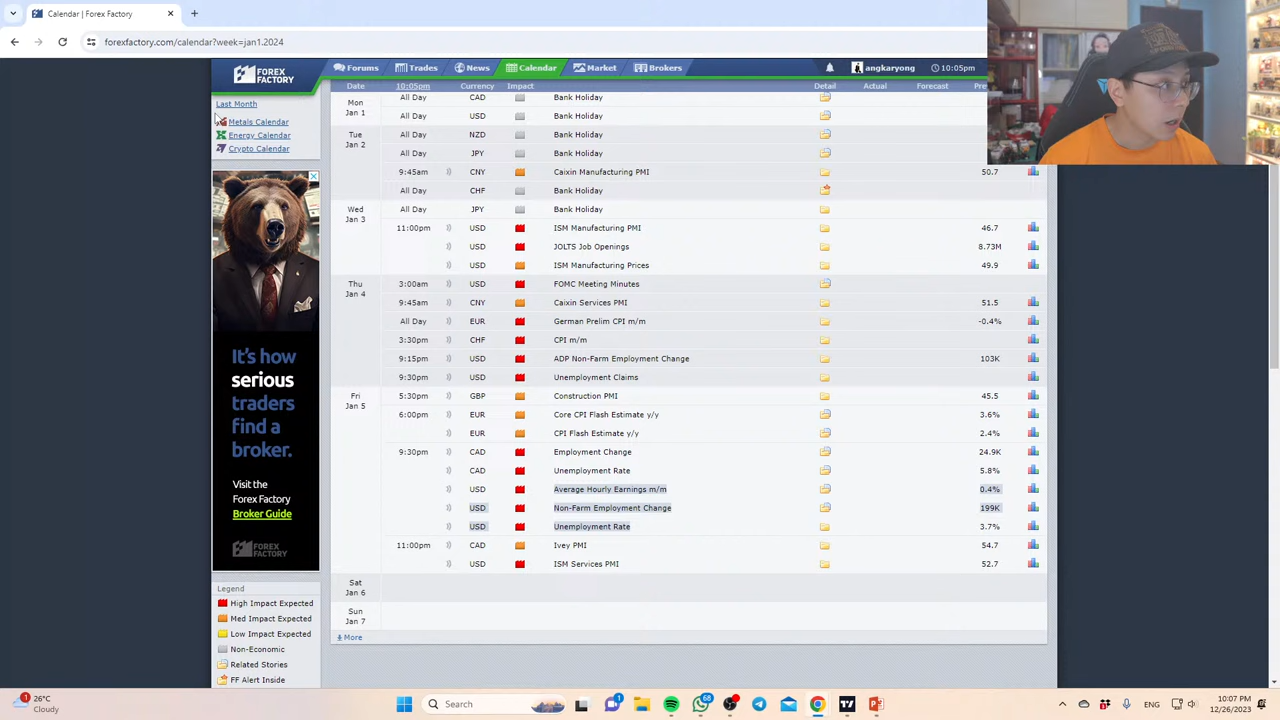 Calendar | Forex Factory
forexfactory.com/calendar?week=jan1.2024
FOREX FACTORY
Forums Trades News Calendar Market Brokers angkaryong 10:05pm
Last Month
Metals Calendar
Energy Calendar
Crypto Calendar
It's how
serious
traders
find a
broker.
Visit the
Forex Factory
Broker Guide
FOREX
FACTORY
Legend
High Impact Expected
Med Impact Expected
Low Impact Expected
Non-Economic
Related Stories
FF Alert Inside
Date 10:05pm Currency Impact Detail Actual Forecast
Mon Jan 1 All Day CAD Bank Holiday
All Day USD Bank Holiday
Tue Jan 2 All Day NZD Bank Holiday
All Day JPY Bank Holiday
9:45am CNY Caixin Manufacturing PMI 50.7
All Day CHF Bank Holiday
Wed Jan 3 All Day JPY Bank Holiday
11:00pm USD ISM Manufacturing PMI 46.7
USD JOLTS Job Openings 8.73M
USD ISM Manufacturing Prices 49.9
Thu Jan 4 3:00am USD FOMC Meeting Minutes
9:45am CNY Caixin Services PMI 51.5
All Day EUR German Prelim CPI m/m -0.4%
3:30pm CHF CPI m/m
9:15pm USD ADP Non-Farm Employment Change 103K
9:30pm USD Unemployment Claims
Fri Jan 5 5:30pm GBP Construction PMI 45.5
6:00pm EUR Core CPI Flash Estimate y/y 3.6%
EUR CPI Flash Estimate y/y 2.4%
9:30pm CAD Employment Change 24.9K
CAD Unemployment Rate 5.8%
USD Average Hourly Earnings m/m 0.4%
USD Non-Farm Employment Change 199K
USD Unemployment Rate 3.7%
11:00pm CAD Ivey PMI 54.7
USD ISM Services PMI 52.7
Sat Jan 6
Sun Jan 7
More
1 26°C
Cloudy
Search
1
68
ENG
10:07 PM
12/26/2023